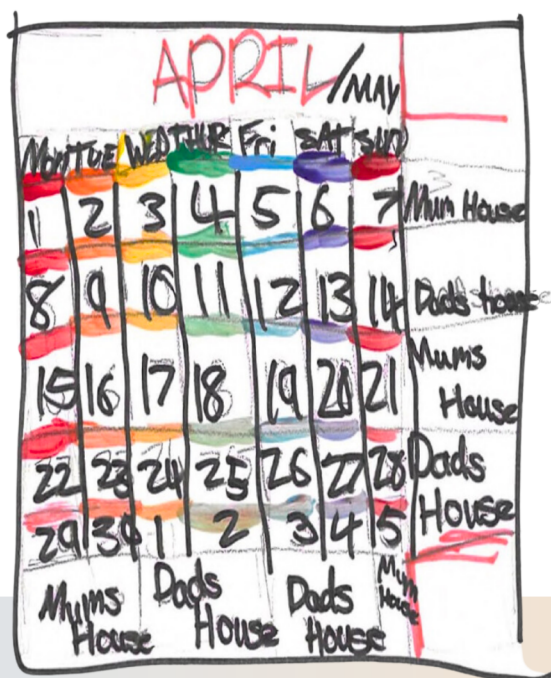 APRIL/MAY
MON TUE WED THUR Fri SAT SUN
1 2 3 4 5 6 7 Mum House
8 9 10 11 12 13 14 Dads house
15 16 17 18 19 20 21 Mums House
22 23 24 25 26 27 28 Dads House
29 30 1 2 3 4 5
Mums House Dads House Dads House Mum House